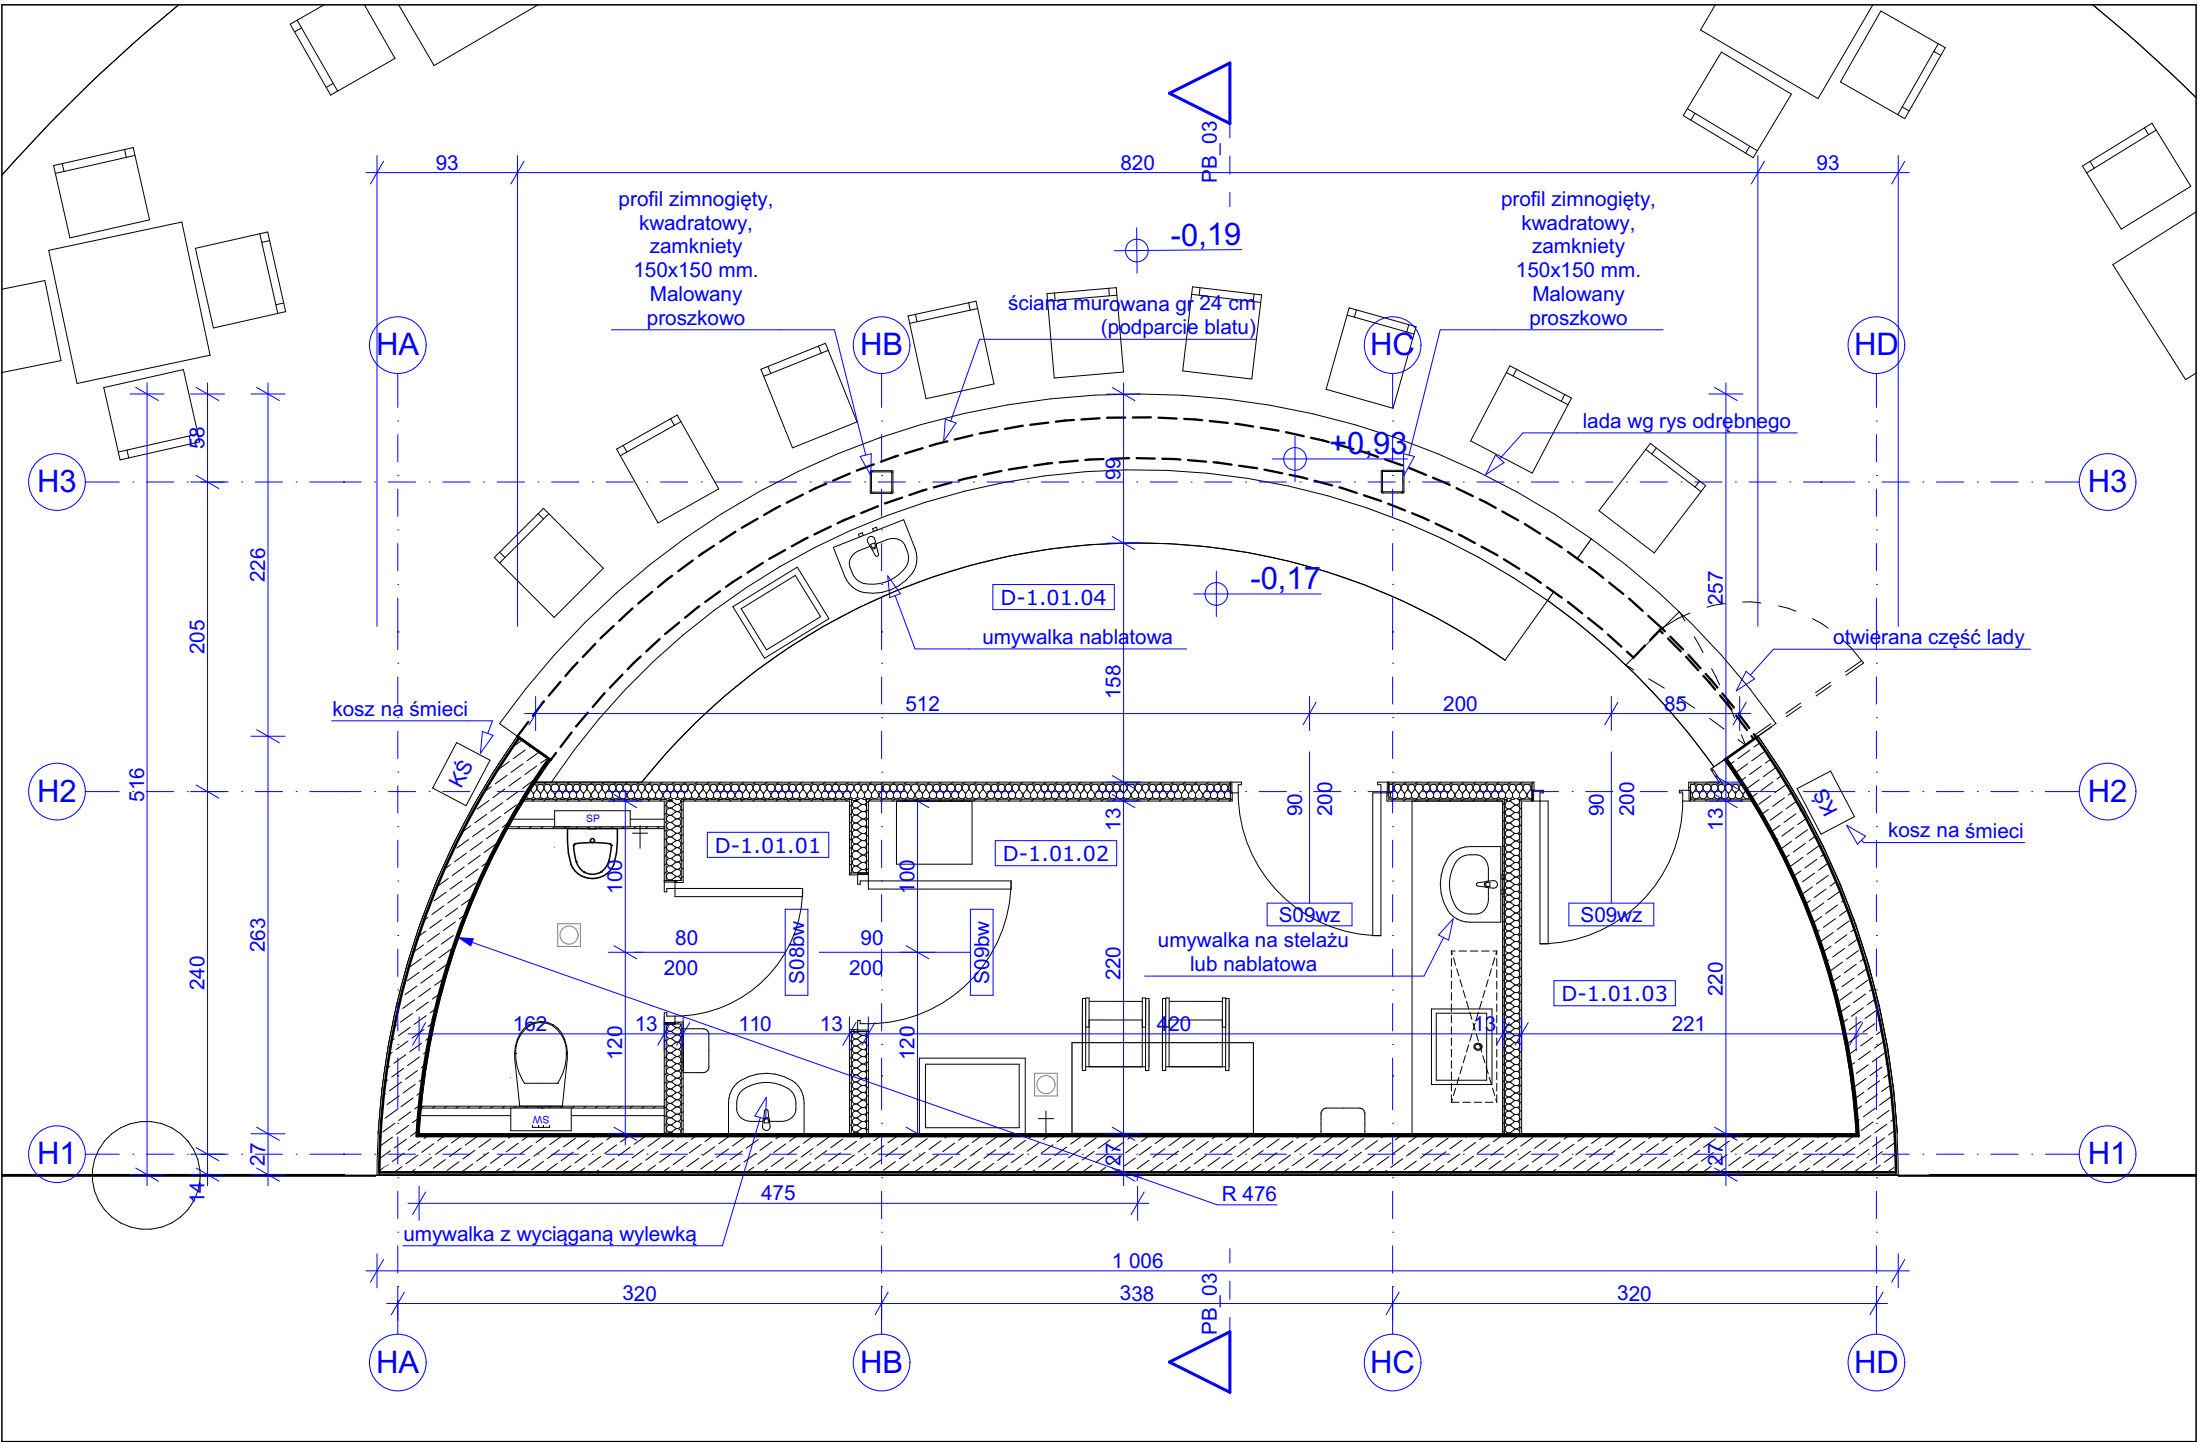 93
820
93
PB_03
profil zimnogięty,
kwadratowy,
zamkniety
150x150 mm.
Malowany
proszkowo
-0,19
profil zimnogięty,
kwadratowy,
zamkniety
150x150 mm.
Malowany
proszkowo
ściana murowana gr 24 cm
(podparcie blatu)
HA
HB
HC
HD
lada wg rys odrębnego
58
+0,93
99
H3
H3
226
257
-0,17
D-1.01.04
205
umywalka nablatowa
otwierana część lady
158
kosz na śmieci
512
200
85
KŚ
516
H2
H2
90
200
90
200
KŚ
SP
13
13
kosz na śmieci
D-1.01.01
D-1.01.02
100
100
S09wz
S09wz
263
80
200
S08bw
90
200
S09bw
umywalka na stelażu
lub nablatowa
240
220
220
D-1.01.03
162
13
110
13
420
13
221
120
120
SW
H1
27
27
27
H1
14
475
R 476
umywalka z wyciąganą wylewką
1 006
320
338
320
PB_03
HA
HB
HC
HD